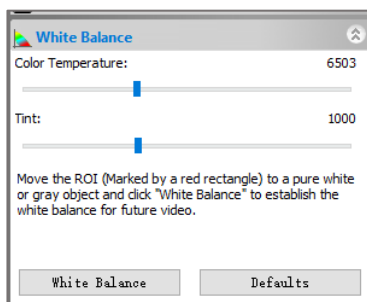 White Balance
Color Temperature: 6503
Tint: 1000
Move the ROI (Marked by a red rectangle) to a pure white
or gray object and click "White Balance" to establish the
white balance for future video.
White Balance Defaults